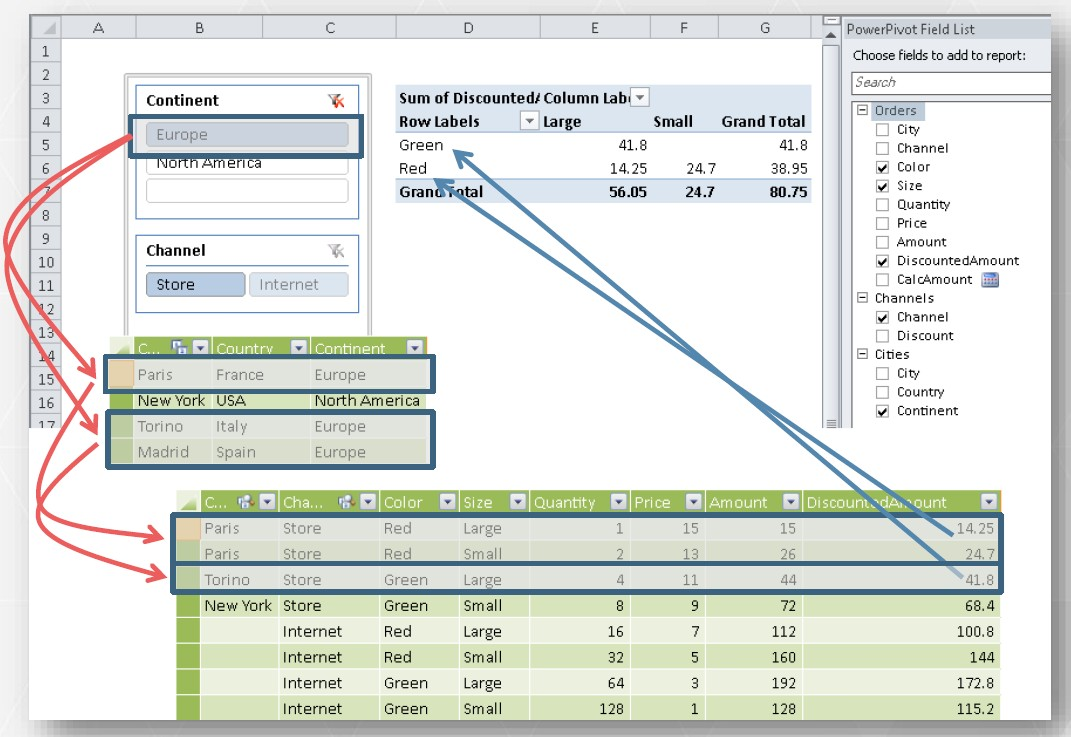 A B C D E F G
PowerPivot Field List
1
Choose fields to add to report:
2
Search
3 Continent Sum of Discounted Column Lab
4 Europe Row Labels Large Small Grand Total
5 Green 41.8 41.8
6 North America Red 14.25 24.7 38.95
7 Grand Total 56.05 24.7 80.75
8
9
10 Channel
11 Store Internet
12
13
14
15
16
17
Orders
City
Channel
Color
Size
Quantity
Price
Amount
DiscountedAmount
CalcAmount
Channels
Channel
Discount
Cities
City
Country
Continent
C... Country Continent
Paris France Europe
New York USA North America
Torino Italy Europe
Madrid Spain Europe
C... Cha... Color Size Quantity Price Amount DiscountedAmount
Paris Store Red Large 1 15 15 14.25
Paris Store Red Small 2 13 26 24.7
Torino Store Green Large 4 11 44 41.8
New York Store Green Small 8 9 72 68.4
Internet Red Large 16 7 112 100.8
Internet Red Small 32 5 160 144
Internet Green Large 64 3 192 172.8
Internet Green Small 128 1 128 115.2